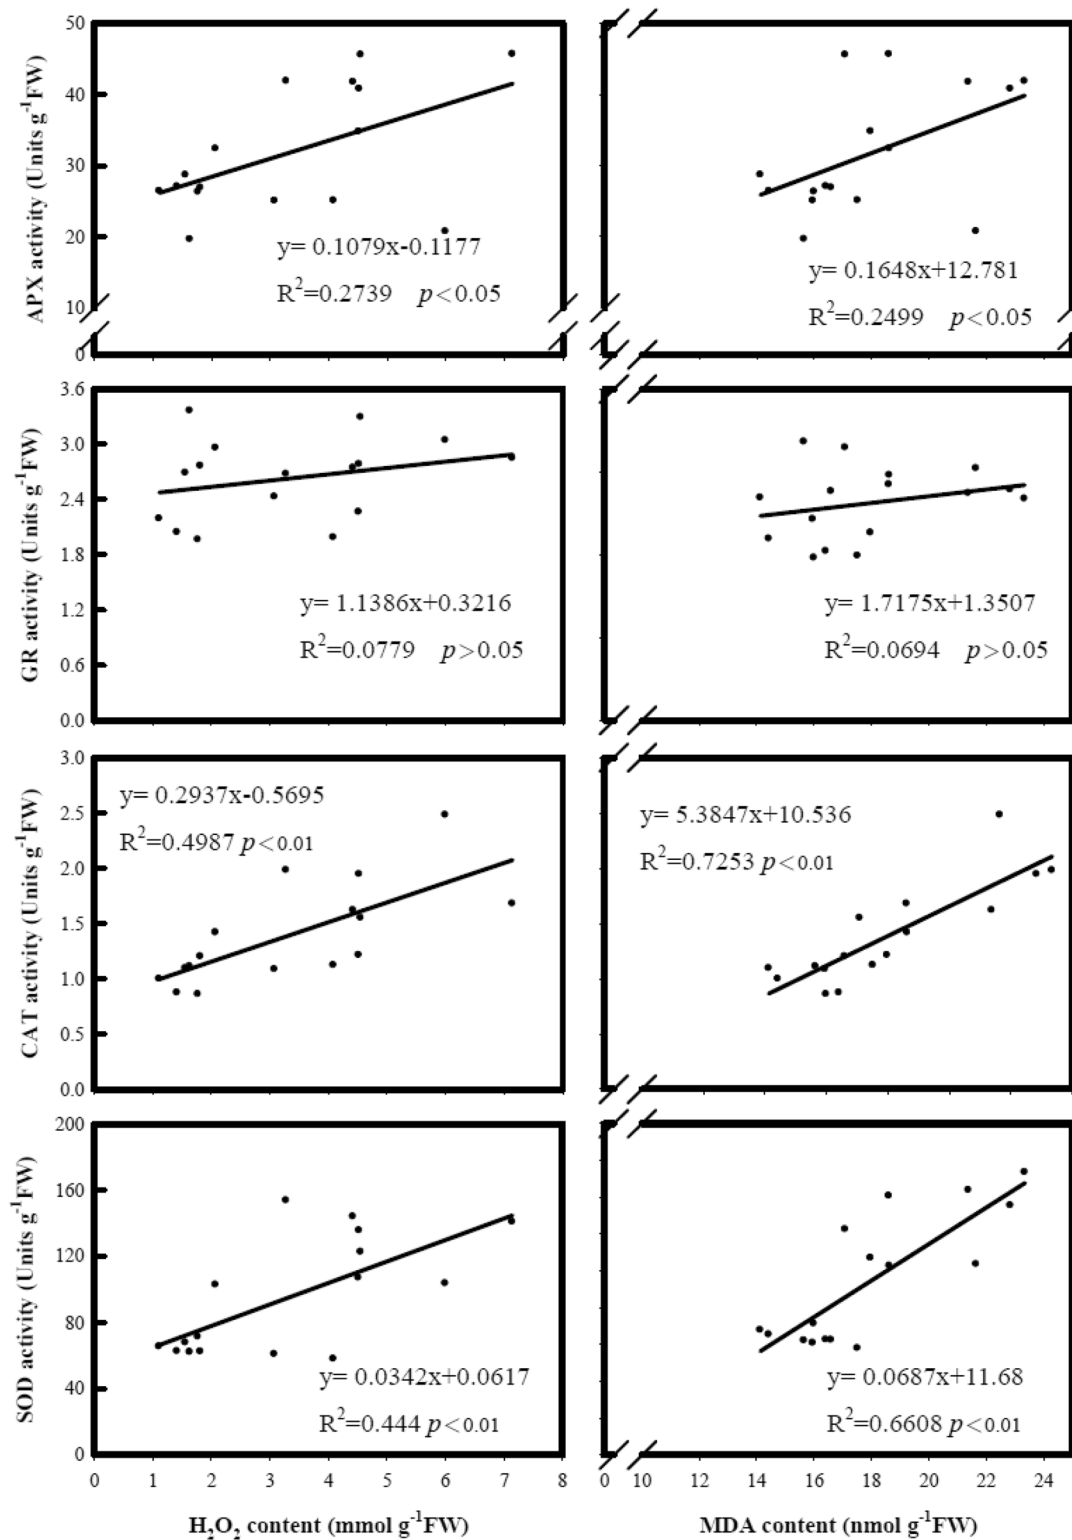 APX activity (Units g⁻¹FW)
50
40
30
20
10
0
y= 0.1079x-0.1177
R²=0.2739 p<0.05
y= 0.1648x+12.781
R²=0.2499 p<0.05
GR activity (Units g⁻¹FW)
3.6
3.0
2.4
1.8
1.2
0.6
0.0
y= 1.1386x+0.3216
R²=0.0779 p>0.05
y= 1.7175x+1.3507
R²=0.0694 p>0.05
CAT activity (Units g⁻¹FW)
3.0
2.5
2.0
1.5
1.0
0.5
0.0
y= 0.2937x-0.5695
R²=0.4987 p<0.01
y= 5.3847x+10.536
R²=0.7253 p<0.01
SOD activity (Units g⁻¹FW)
200
160
120
80
40
0
y= 0.0342x+0.0617
R²=0.444 p<0.01
y= 0.0687x+11.68
R²=0.6608 p<0.01
0 1 2 3 4 5 6 7 8
0 10 14 16 18 20 22 24
H₂O₂ content (mmol g⁻¹FW)
MDA content (nmol g⁻¹FW)